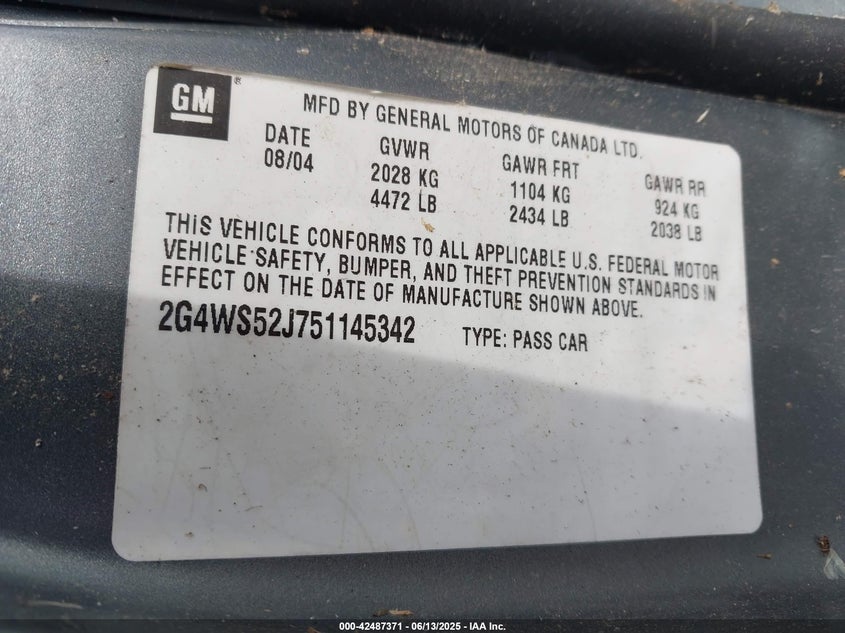 GM ®
MFD BY GENERAL MOTORS OF CANADA LTD.
DATE GVWR GAWR FRT GAWR RR
08/04 2028 KG 1104 KG 924 KG
4472 LB 2434 LB 2038 LB
THIS VEHICLE CONFORMS TO ALL APPLICABLE U.S. FEDERAL MOTOR
VEHICLE SAFETY, BUMPER, AND THEFT PREVENTION STANDARDS IN
EFFECT ON THE DATE OF MANUFACTURE SHOWN ABOVE.
2G4WS52J751145342 TYPE: PASS CAR
000-42487371 - 06/13/2025 - IAA Inc.